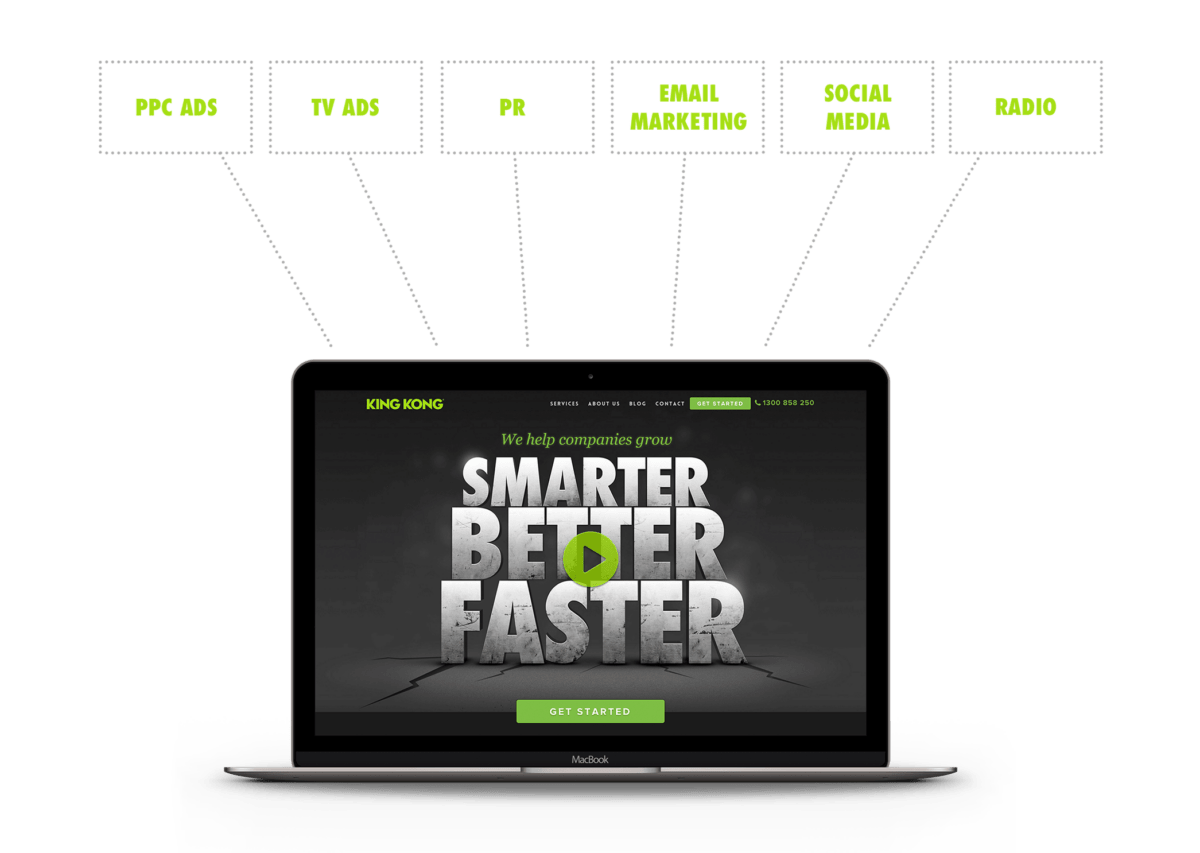 PPC ADS
TV ADS
PR
EMAIL
MARKETING
SOCIAL
MEDIA
RADIO
KING KONG
SERVICES
ABOUT US
BLOG
CONTACT
GET STARTED
1300 858 250
We help companies grow
SMARTER
BETTER
FASTER
GET STARTED
MacBook